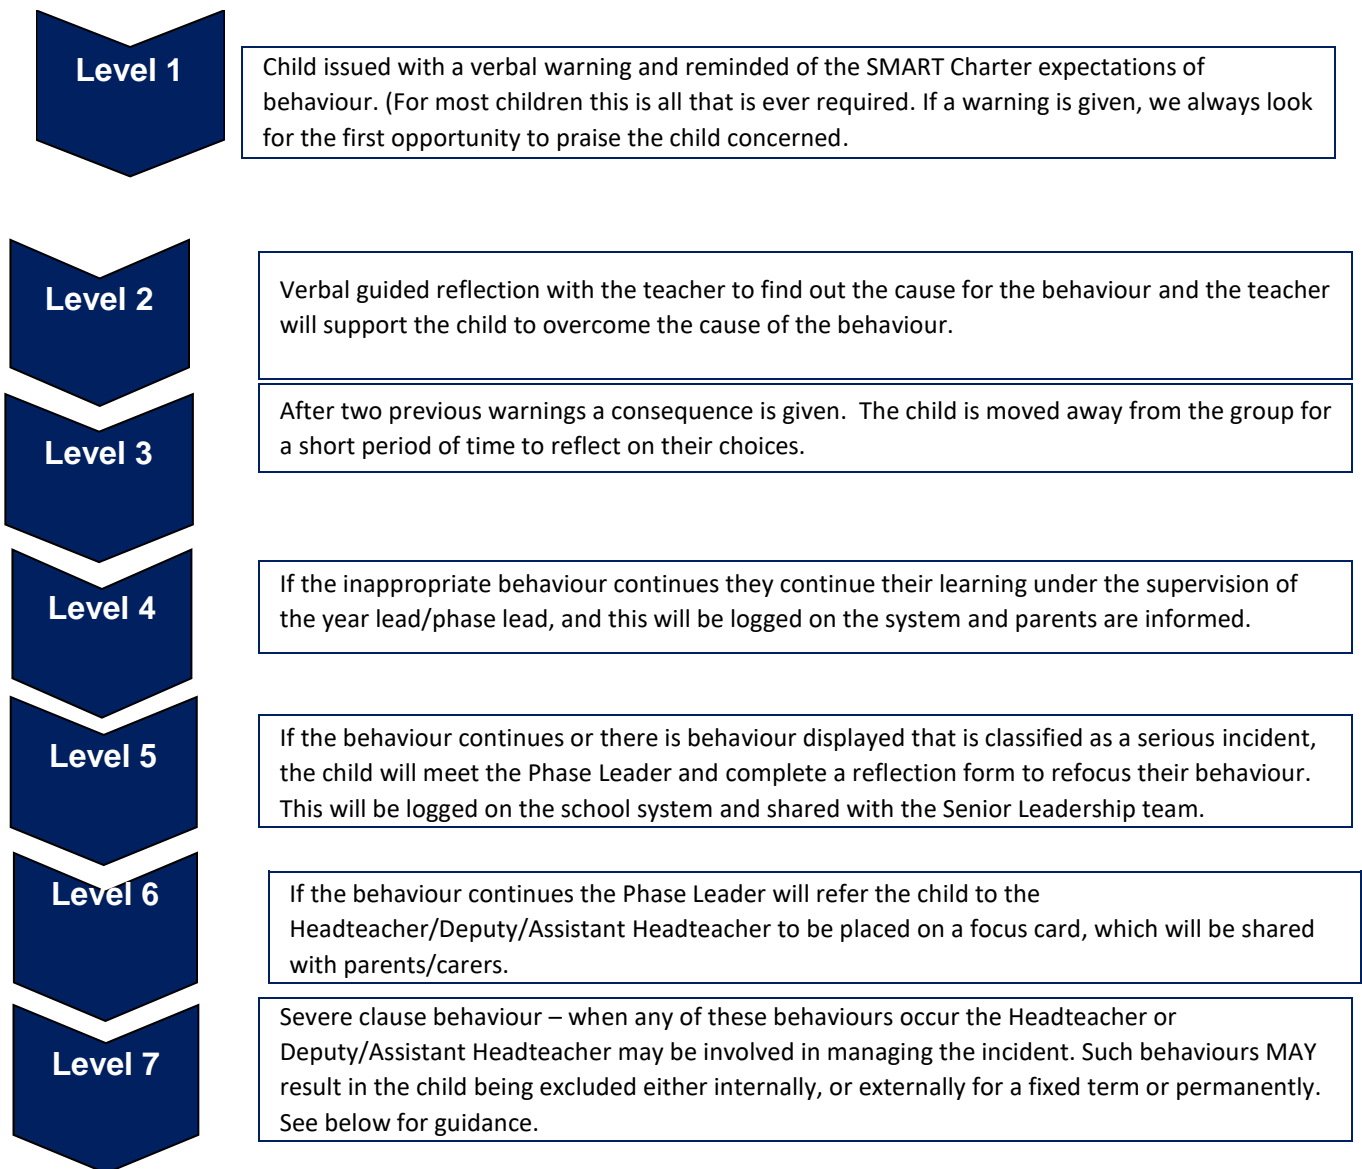 Level 1
Child issued with a verbal warning and reminded of the SMART Charter expectations of
behaviour. (For most children this is all that is ever required. If a warning is given, we always look
for the first opportunity to praise the child concerned.
Level 2
Verbal guided reflection with the teacher to find out the cause for the behaviour and the teacher
will support the child to overcome the cause of the behaviour.
Level 3
After two previous warnings a consequence is given.  The child is moved away from the group for
a short period of time to reflect on their choices.
Level 4
If the inappropriate behaviour continues they continue their learning under the supervision of
the year lead/phase lead, and this will be logged on the system and parents are informed.
Level 5
If the behaviour continues or there is behaviour displayed that is classified as a serious incident,
the child will meet the Phase Leader and complete a reflection form to refocus their behaviour.
This will be logged on the school system and shared with the Senior Leadership team.
Level 6
If the behaviour continues the Phase Leader will refer the child to the
Headteacher/Deputy/Assistant Headteacher to be placed on a focus card, which will be shared
with parents/carers.
Level 7
Severe clause behaviour – when any of these behaviours occur the Headteacher or
Deputy/Assistant Headteacher may be involved in managing the incident. Such behaviours MAY
result in the child being excluded either internally, or externally for a fixed term or permanently.
See below for guidance.